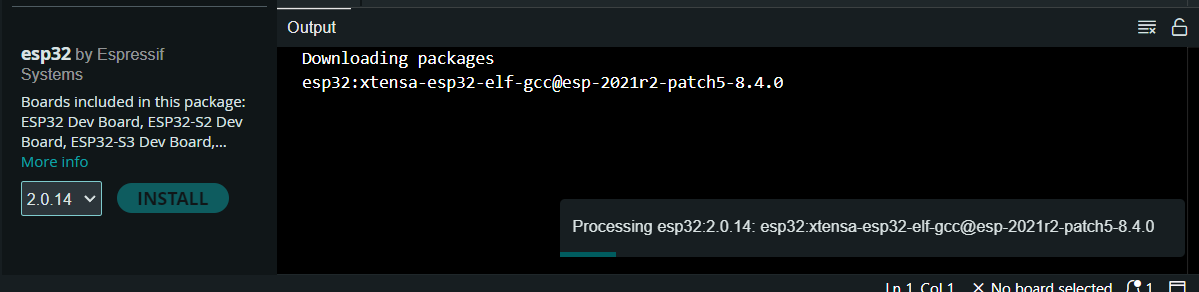 esp32 by Espressif
Systems
Boards included in this package:
ESP32 Dev Board, ESP32-S2 Dev
Board, ESP32-S3 Dev Board,...
More info
2.0.14
INSTALL
Output
Downloading packages
esp32:xtensa-esp32-elf-gcc@esp-2021r2-patch5-8.4.0
Processing esp32:2.0.14: esp32:xtensa-esp32-elf-gcc@esp-2021r2-patch5-8.4.0
Ln 1, Col 1
No board selected
1